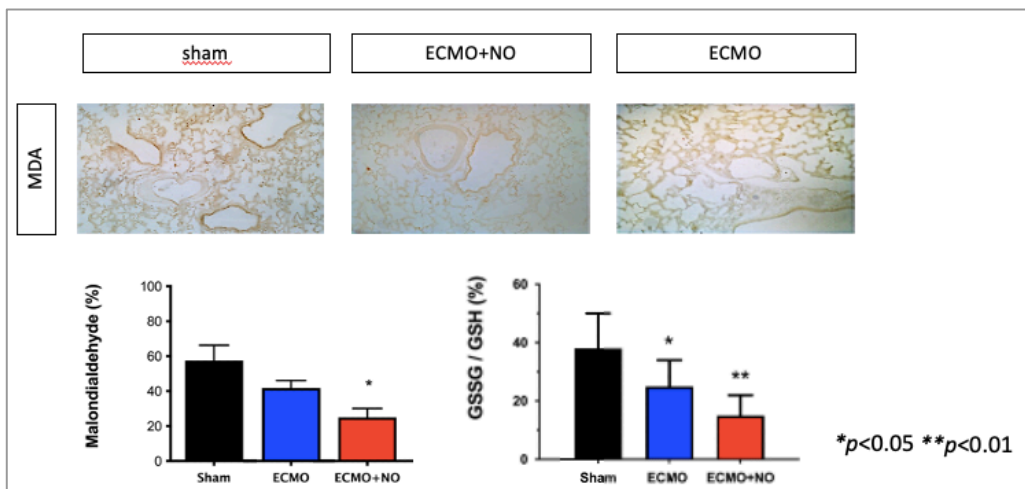 sham
ECMO+NO
ECMO
MDA
Malondialdehyde (%)
100
80
60
40
20
0
*
Sham
ECMO
ECMO+NO
GSSG / GSH (%)
60
40
20
0
*
**
Sham
ECMO
ECMO+NO
*p<0.05 **p<0.01